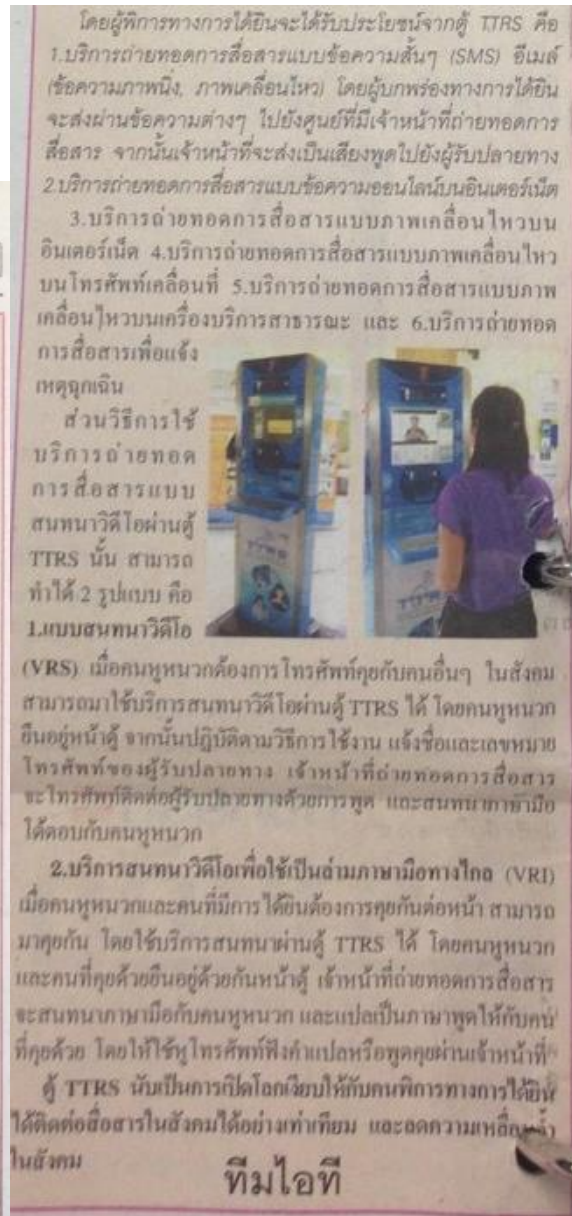 โดยผู้พิการทางการได้ยินจะได้รับประโยชน์จากตู้ TTRS คือ
1.บริการถ่ายทอดการสื่อสารแบบข้อความสั้นๆ (SMS) อีเมล์
(ข้อความภาพนิ่ง, ภาพเคลื่อนไหว) โดยผู้บกพร่องทางการได้ยิน
จะส่งผ่านข้อความต่างๆ ไปยังศูนย์ที่มีเจ้าหน้าที่ถ่ายทอดการ
สื่อสาร จากนั้นเจ้าหน้าที่จะส่งเป็นเสียงพูดไปยังผู้รับปลายทาง
2.บริการถ่ายทอดการสื่อสารแบบข้อความออนไลน์บนอินเตอร์เน็ต
3.บริการถ่ายทอดการสื่อสารแบบภาพเคลื่อนไหวบน
อินเตอร์เน็ต 4.บริการถ่ายทอดการสื่อสารแบบภาพเคลื่อนไหว
บนโทรศัพท์เคลื่อนที่ 5.บริการถ่ายทอดการสื่อสารแบบภาพ
เคลื่อนไหวบนเครื่องบริการสาธารณะ และ 6.บริการถ่ายทอด
การสื่อสารเพื่อแจ้ง
เหตุฉุกเฉิน
ส่วนวิธีการใช้
บริการถ่ายทอด
การสื่อสารแบบ
สนทนาวิดีโอผ่านตู้
TTRS นั้น สามารถ
ทำได้ 2 รูปแบบ คือ
1.แบบสนทนาวิดีโอ
TTRS
(VRS) เมื่อคนหูหนวกต้องการโทรศัพท์คุยกับคนอื่นๆ ในสังคม
สามารถมาใช้บริการสนทนาวิดีโอผ่านตู้ TTRS ได้ โดยคนหูหนวก
ยืนอยู่หน้าตู้ จากนั้นปฏิบัติตามวิธีการใช้งาน แจ้งชื่อและเลขหมาย
โทรศัพท์ของผู้รับปลายทาง เจ้าหน้าที่ถ่ายทอดการสื่อสาร
จะโทรศัพท์ติดต่อผู้รับปลายทางด้วยการพูด และสนทนาภาษามือ
โต้ตอบกับคนหูหนวก
2.บริการสนทนาวิดีโอเพื่อใช้เป็นล่ามภาษามือทางไกล (VRI)
เมื่อคนหูหนวกและคนที่มีการได้ยินต้องการคุยกันต่อหน้า สามารถ
มาคุยกัน โดยใช้บริการสนทนาผ่านตู้ TTRS ได้ โดยคนหูหนวก
และคนที่คุยด้วยยืนอยู่ด้วยกันหน้าตู้ เจ้าหน้าที่ถ่ายทอดการสื่อสาร
จะสนทนาภาษามือกับคนหูหนวก และแปลเป็นภาษาพูดให้กับคน
ที่คุยด้วย โดยให้ใช้หูโทรศัพท์ฟังคำแปลหรือพูดคุยผ่านเจ้าหน้าที่
ตู้ TTRS นับเป็นการเปิดโลกเงียบให้กับคนพิการทางการได้ยิน
ได้ติดต่อสื่อสารในสังคมได้อย่างเท่าเทียม และลดความเหลื่อมล้ำ
ในสังคม
ทีมไอที